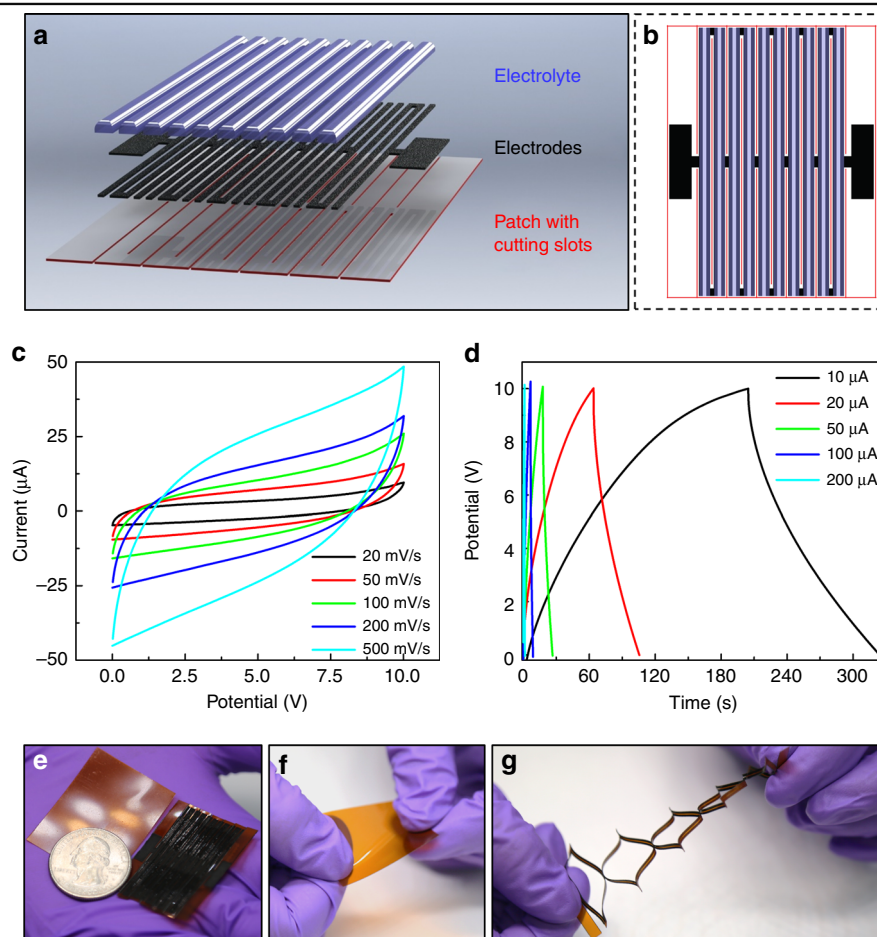 a
Electrolyte
Electrodes
Patch with
cutting slots
b
c
50
25
0
−25
−50
Current (μA)
20 mV/s
50 mV/s
100 mV/s
200 mV/s
500 mV/s
0.0
2.5
5.0
7.5
10.0
Potential (V)
d
10
8
6
4
2
0
Potential (V)
10 μA
20 μA
50 μA
100 μA
200 μA
0
60
120
180
240
300
Time (s)
e
f
g